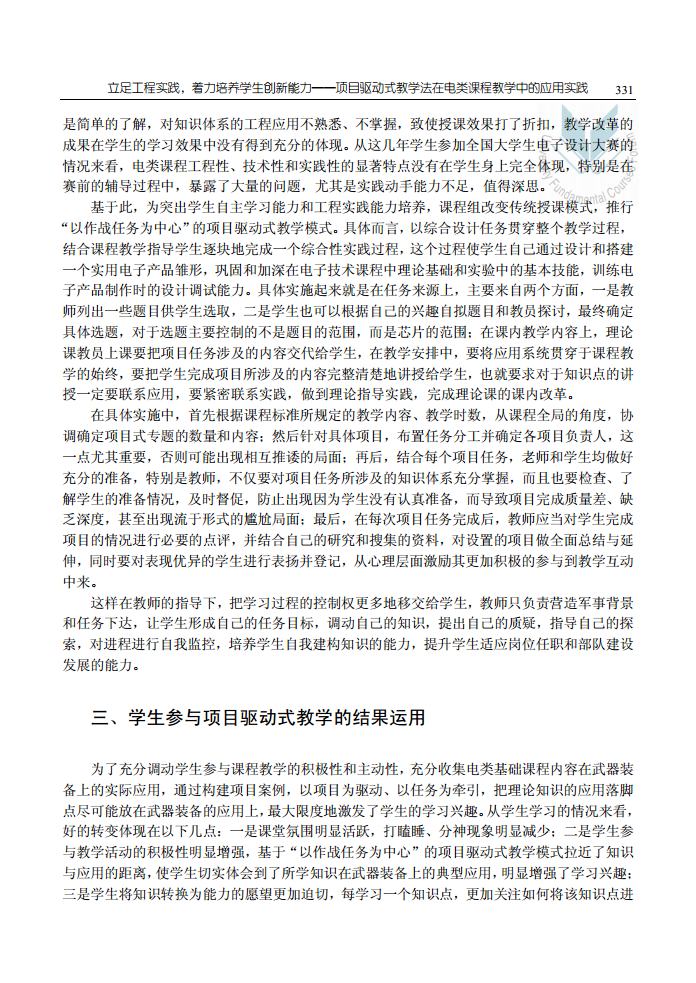 立足工程实践，着力培养学生创新能力——项目驱动式教学法在电类课程教学中的应用实践 331
是简单的了解，对知识体系的工程应用不熟悉、不掌握，致使授课效果打了折扣，教学改革的
成果在学生的学习效果中没有得到充分的体现。从这几年学生参加全国大学生电子设计大赛的
情况来看，电类课程工程性、技术性和实践性的显著特点没有在学生身上完全体现，特别是在
赛前的辅导过程中，暴露了大量的问题，尤其是实践动手能力不足，值得深思。
基于此，为突出学生自主学习能力和工程实践能力培养，课程组改变传统授课模式，推行
“以作战任务为中心”的项目驱动式教学模式。具体而言，以综合设计任务贯穿整个教学过程，
结合课程教学指导学生逐块地完成一个综合性实践过程，这个过程使学生自己通过设计和搭建
一个实用电子产品雏形，巩固和加深在电子技术课程中理论基础和实验中的基本技能，训练电
子产品制作时的设计调试能力。具体实施起来就是在任务来源上，主要来自两个方面，一是教
师列出一些题目供学生选取，二是学生也可以根据自己的兴趣自拟题目和教员探讨，最终确定
具体选题，对于选题主要控制的不是题目的范围，而是芯片的范围；在课内教学内容上，理论
课教员上课要把项目任务涉及的内容交代给学生，在教学安排中，要将应用系统贯穿于课程教
学的始终，要把学生完成项目所涉及的内容完整清楚地讲授给学生，也就要求对于知识点的讲
授一定要联系应用，要紧密联系实践，做到理论指导实践，完成理论课的课内改革。
在具体实施中，首先根据课程标准所规定的教学内容、教学时数，从课程全局的角度，协
调确定项目式专题的数量和内容；然后针对具体项目，布置任务分工并确定各项目负责人，这
一点尤其重要，否则可能出现相互推诿的局面；再后，结合每个项目任务，老师和学生均做好
充分的准备，特别是教师，不仅要对项目任务所涉及的知识体系充分掌握，而且也要检查、了
解学生的准备情况，及时督促，防止出现因为学生没有认真准备，而导致项目完成质量差、缺
乏深度，甚至出现流于形式的尴尬局面；最后，在每次项目任务完成后，教师应当对学生完成
项目的情况进行必要的点评，并结合自己的研究和搜集的资料，对设置的项目做全面总结与延
伸，同时要对表现优异的学生进行表扬并登记，从心理层面激励其更加积极的参与到教学互动
中来。
这样在教师的指导下，把学习过程的控制权更多地移交给学生，教师只负责营造军事背景
和任务下达，让学生形成自己的任务目标，调动自己的知识，提出自己的质疑，指导自己的探
索，对进程进行自我监控，培养学生自我建构知识的能力，提升学生适应岗位任职和部队建设
发展的能力。
三、学生参与项目驱动式教学的结果运用
为了充分调动学生参与课程教学的积极性和主动性，充分收集电类基础课程内容在武器装
备上的实际应用，通过构建项目案例，以项目为驱动、以任务为牵引，把理论知识的应用落脚
点尽可能放在武器装备的应用上，最大限度地激发了学生的学习兴趣。从学生学习的情况来看，
好的转变体现在以下几点：一是课堂氛围明显活跃，打瞌睡、分神现象明显减少；二是学生参
与教学活动的积极性明显增强，基于“以作战任务为中心”的项目驱动式教学模式拉近了知识
与应用的距离，使学生切实体会到了所学知识在武器装备上的典型应用，明显增强了学习兴趣；
三是学生将知识转换为能力的愿望更加迫切，每学习一个知识点，更加关注如何将该知识点进